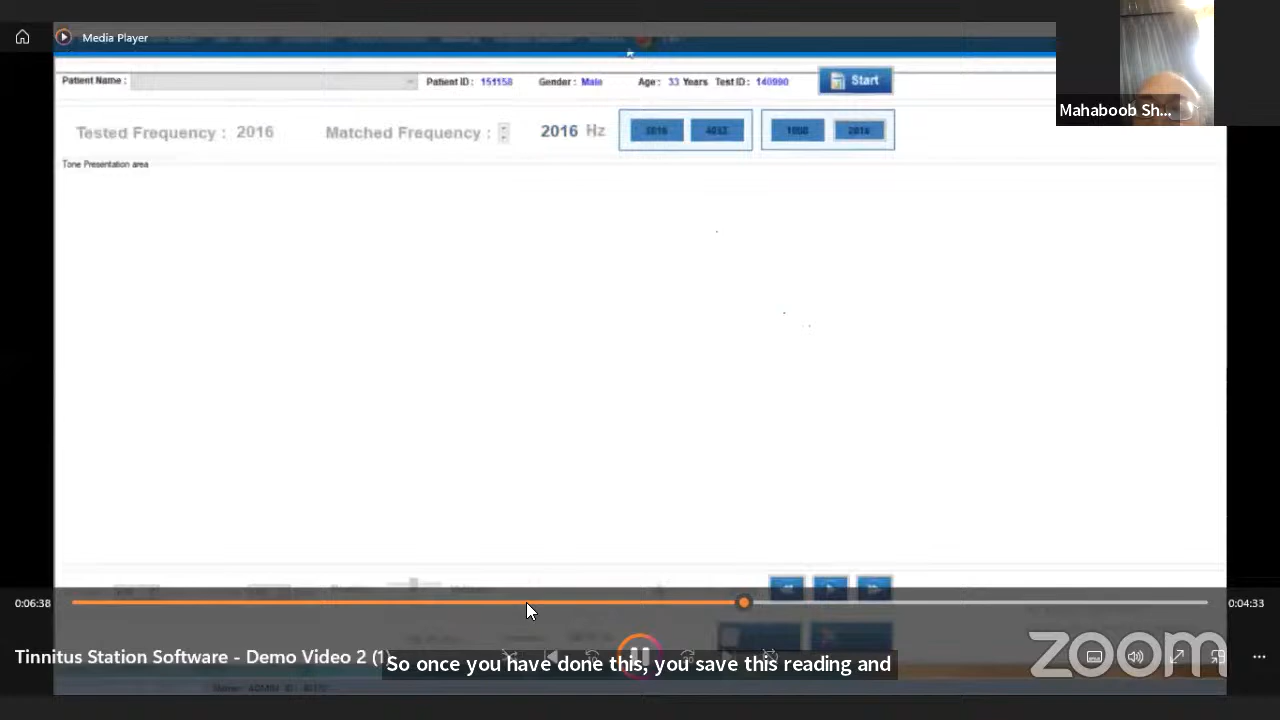 Media Player
Mahaboob Sh...
Patient Name :
Patient ID : 151158 Gender : Male Age : 33 Years Test ID : 140990 Start
Tested Frequency : 2016 Matched Frequency : 2016 Hz
Tone Presentation area
0:06:38
0:04:33
Tinnitus Station Software - Demo Video 2 (1)
So once you have done this, you save this reading and
zoom